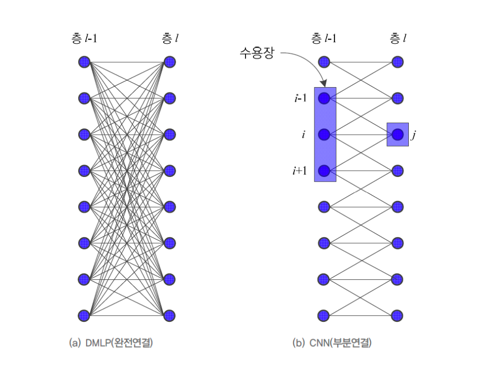 층 l-1
층 l
층 l-1
층 l
수용장
i-1
i
j
i+1
(a) DMLP(완전연결)
(b) CNN(부분연결)